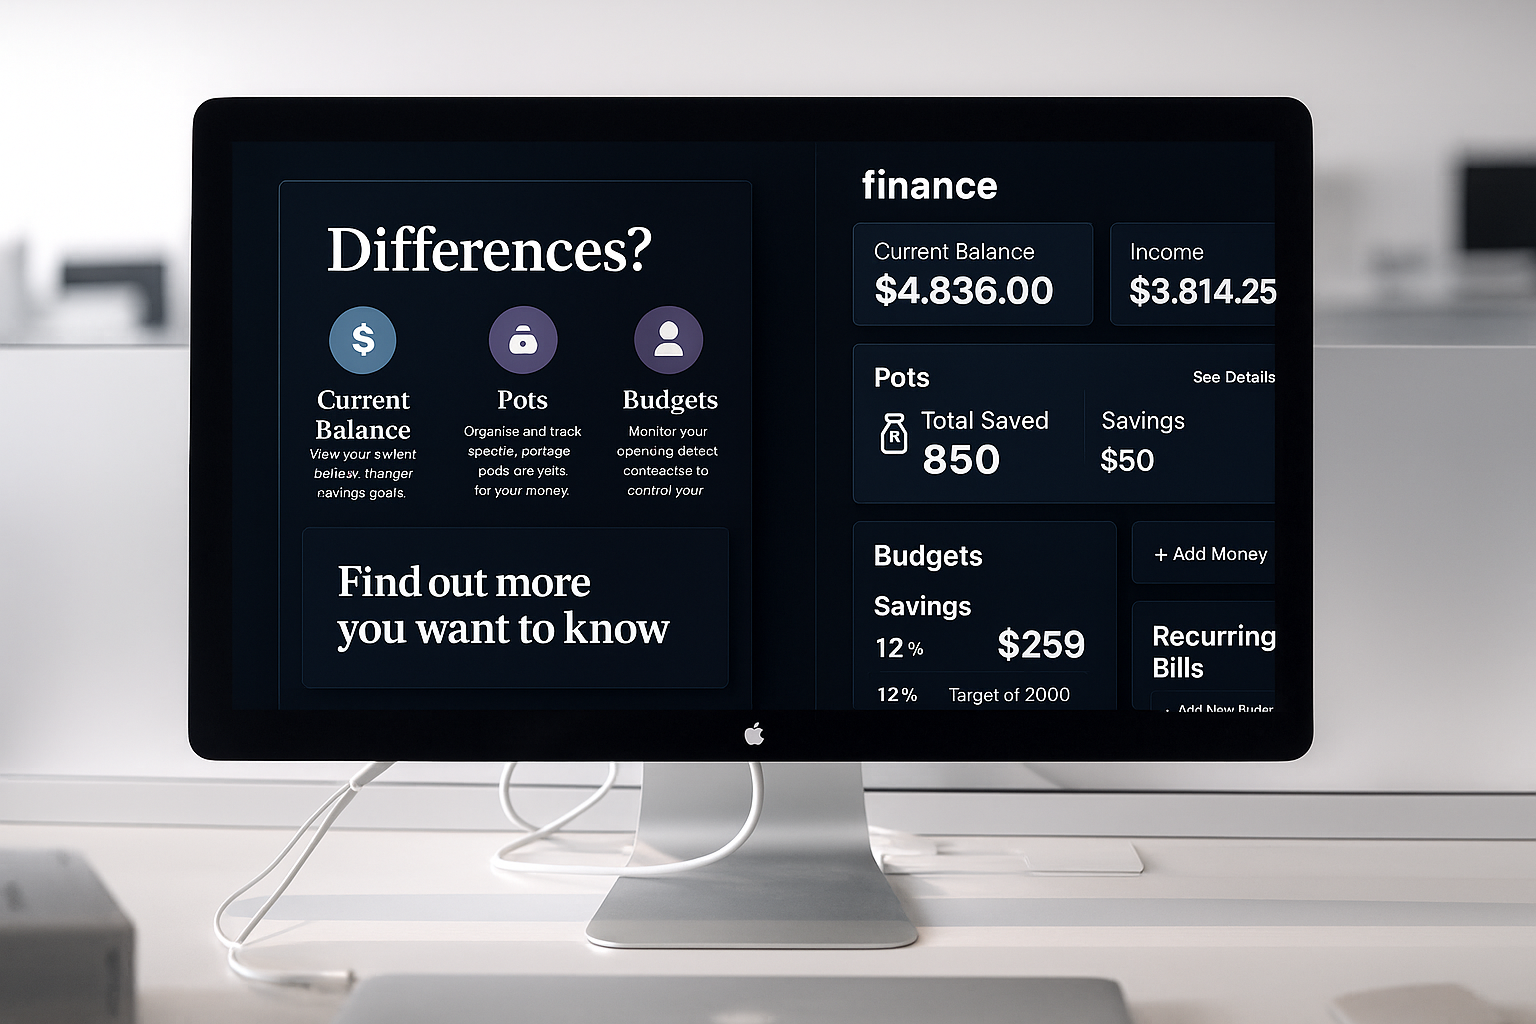 Differences?
Current
Balance
View your swlent
believ. thanger
navings goals.
Pots
Organise and track
spectie, portage
pods are yeits.
for your money.
Budgets
Monitor your
opending detect
conteactse to
control your
Find out more
you want to know
finance
Current Balance
$4.836.00
Income
$3.814.25
Pots
See Details
R
Total Saved
850
Savings
$50
Budgets
Savings
12 %
$259
12%
Target of 2000
+ Add Money
Recurring
Bills
Add New